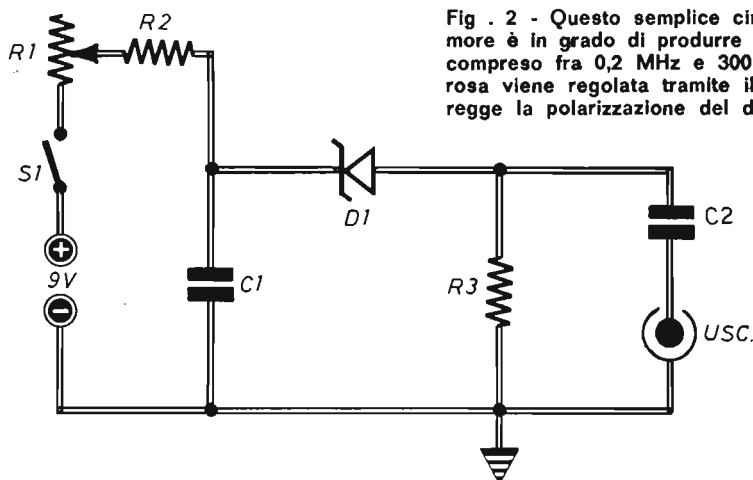 Fig . 2 - Questo semplice cir
more è in grado di produrre
compreso fra 0,2 MHz e 300
rosa viene regolata tramite il
regge la polarizzazione del d
R1
R2
S1
D1
C2
+
9V
-
C1
R3
USC.